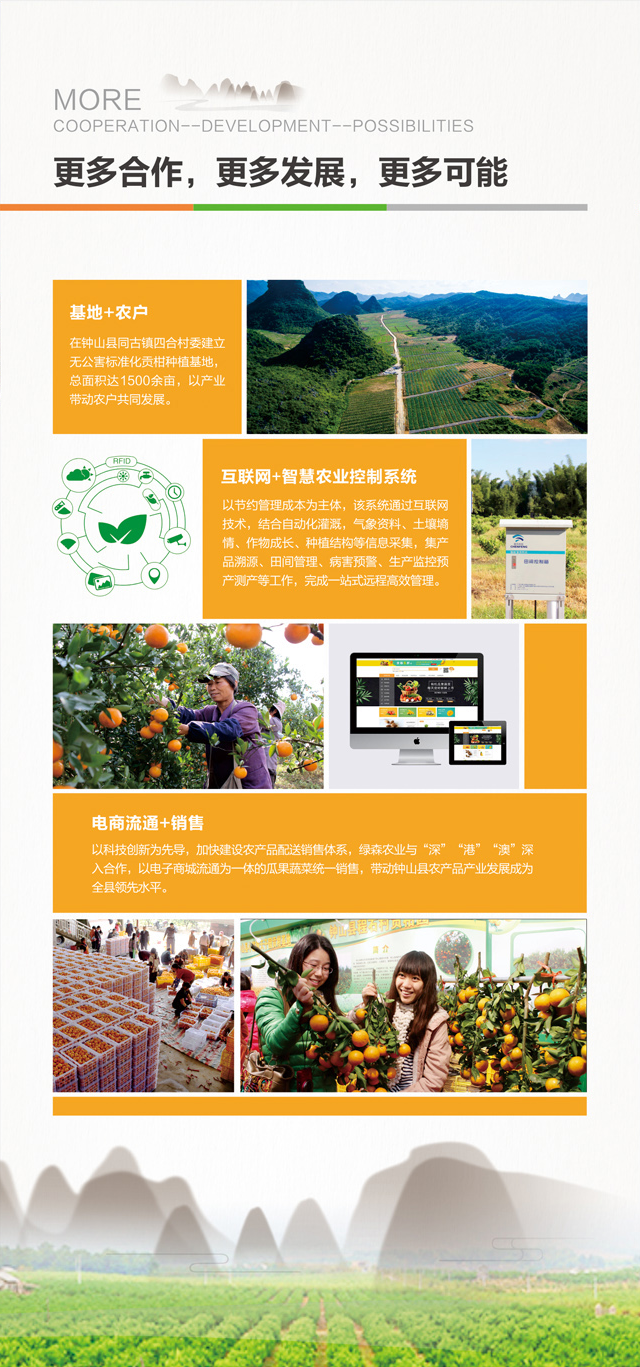 MORE
COOPERATION--DEVELOPMENT--POSSIBILITIES
更多合作，更多发展，更多可能
基地+农户
在钟山县同古镇四合村委建立
无公害标准化贡柑种植基地，
总面积达1500余亩，以产业
带动农户共同发展。
RFID
互联网+智慧农业控制系统
以节约管理成本为主体，该系统通过互联网
技术，结合自动化灌溉，气象资料、土壤墒
情、作物成长、种植结构等信息采集，集产
品溯源、田间管理、病害预警、生产监控预
产测产等工作，完成一站式远程高效管理。
田间控制箱
电商流通+销售
以科技创新为先导，加快建设农产品配送销售体系，绿森农业与“深”“港”“澳”深
入合作，以电子商城流通为一体的瓜果蔬菜统一销售，带动钟山县农产品产业发展成为
全县领先水平。
简介